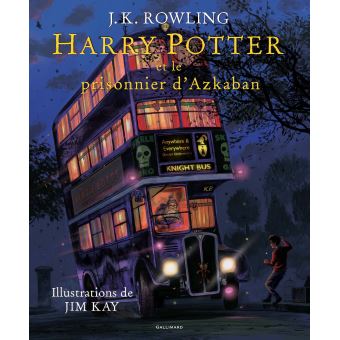 J.K. ROWLING
HARRY POTTER
et le
prisonnier d'Azkaban
Anywhere &
Everywhere
KNIGHT BUS
Illustrations de
JIM KAY
GALLIMARD